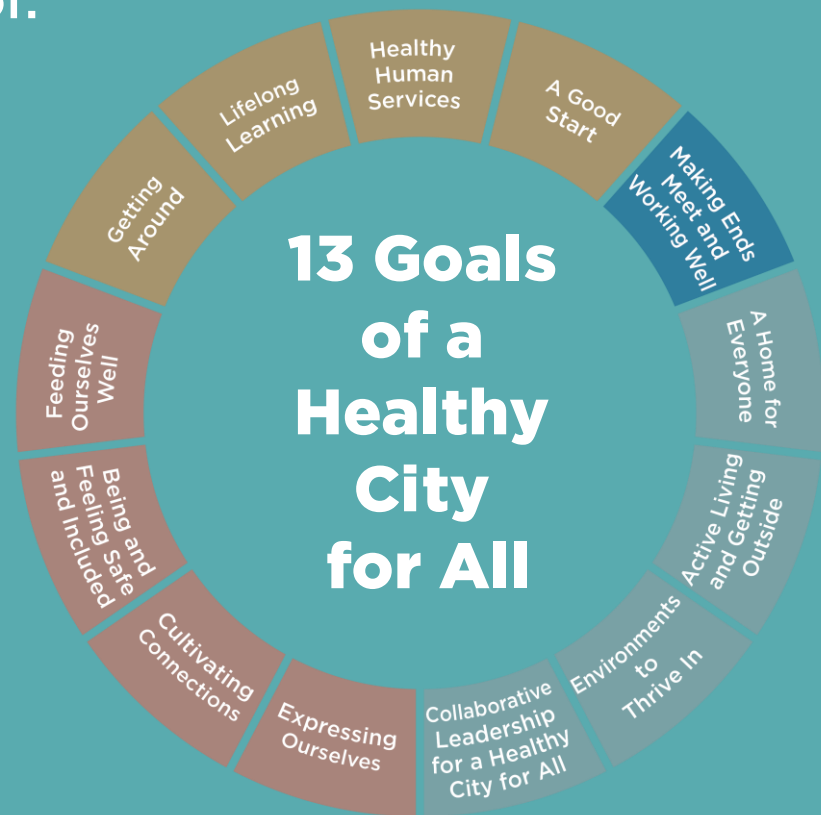 13 Goals
of a
Healthy
City
for All
Healthy
Human
Services
A Good
Start
Making Ends
Meet and
Working Well
A Home for
Everyone
Active Living
and Getting
Outside
Environments
to
Thrive In
Collaborative
Leadership
for a Healthy
City for All
Expressing
Ourselves
Cultivating
Connections
Being and
Feeling Safe
and Included
Feeding
Ourselves
Well
Getting
Around
Lifelong
Learning